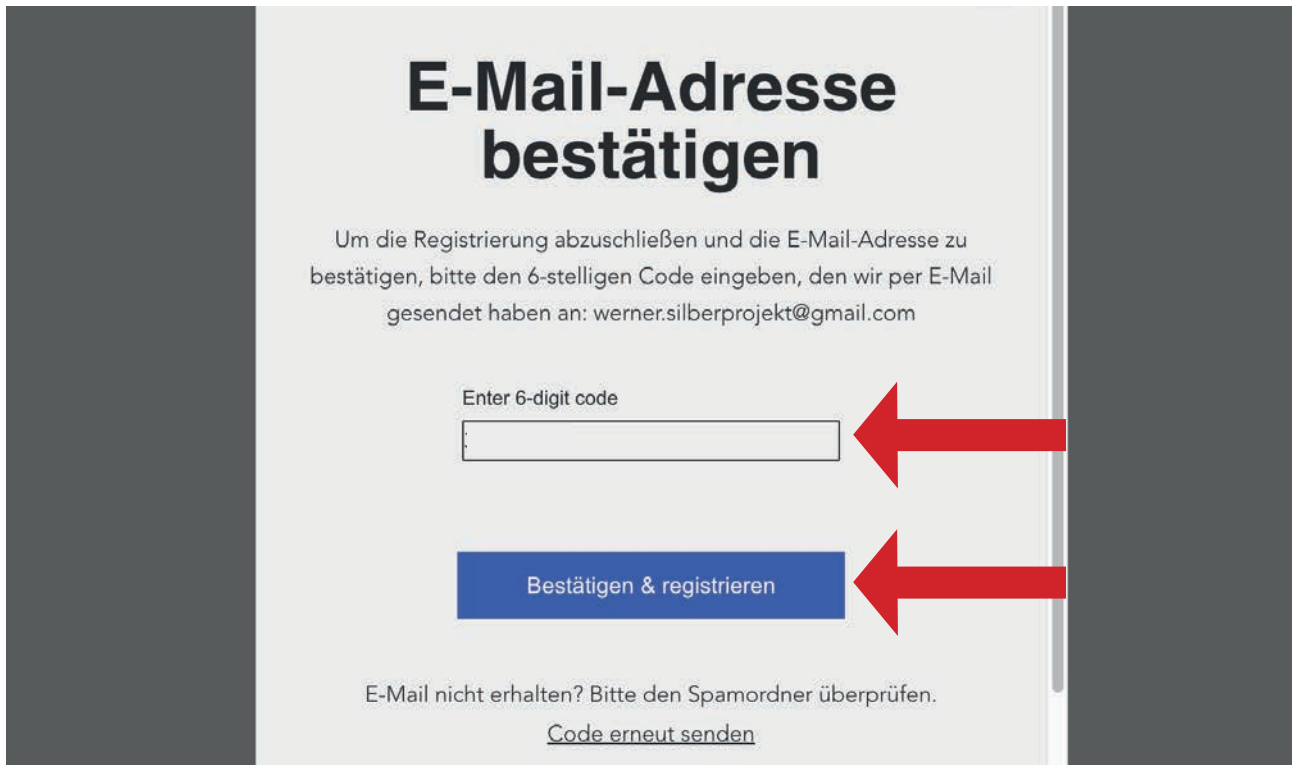 E-Mail-Adresse
bestätigen
Um die Registrierung abzuschließen und die E-Mail-Adresse zu
bestätigen, bitte den 6-stelligen Code eingeben, den wir per E-Mail
gesendet haben an: werner.silberprojekt@gmail.com
Enter 6-digit code
Bestätigen & registrieren
E-Mail nicht erhalten? Bitte den Spamordner überprüfen.
Code erneut senden